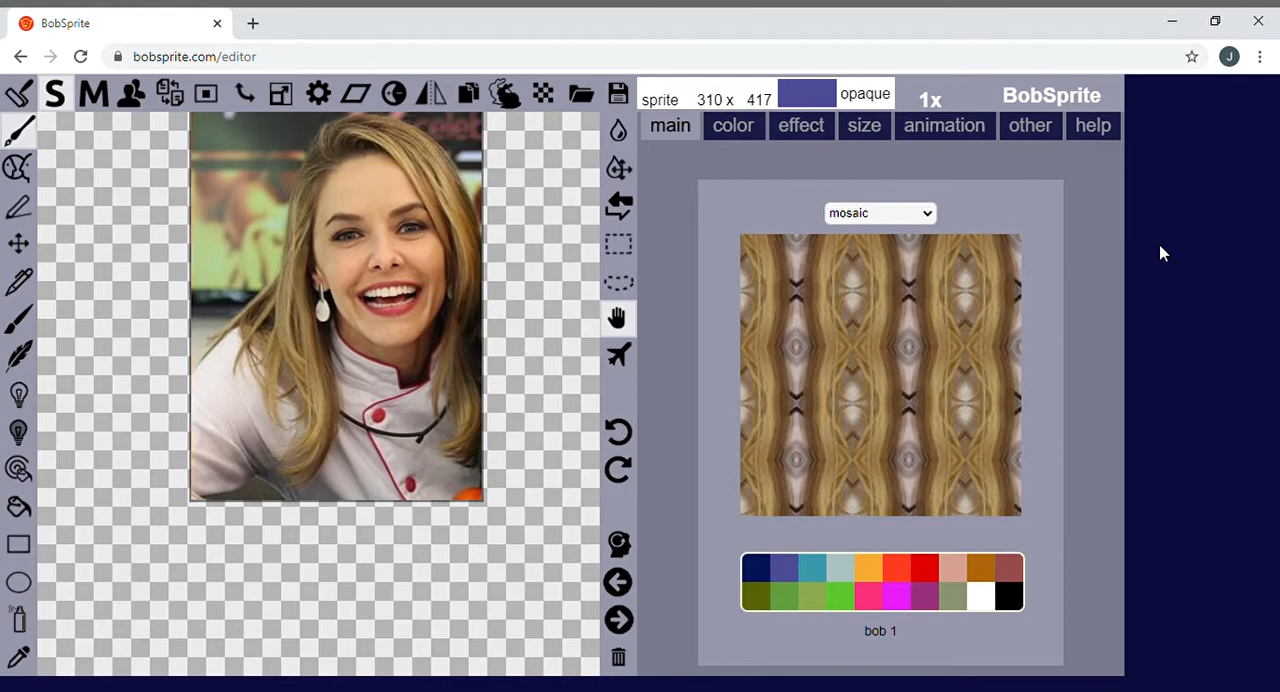 BobSprite
bobsprite.com/editor
J
S M
sprite 310 x 417 opaque 1x BobSprite
main color effect size animation other help
mosaic
bob 1